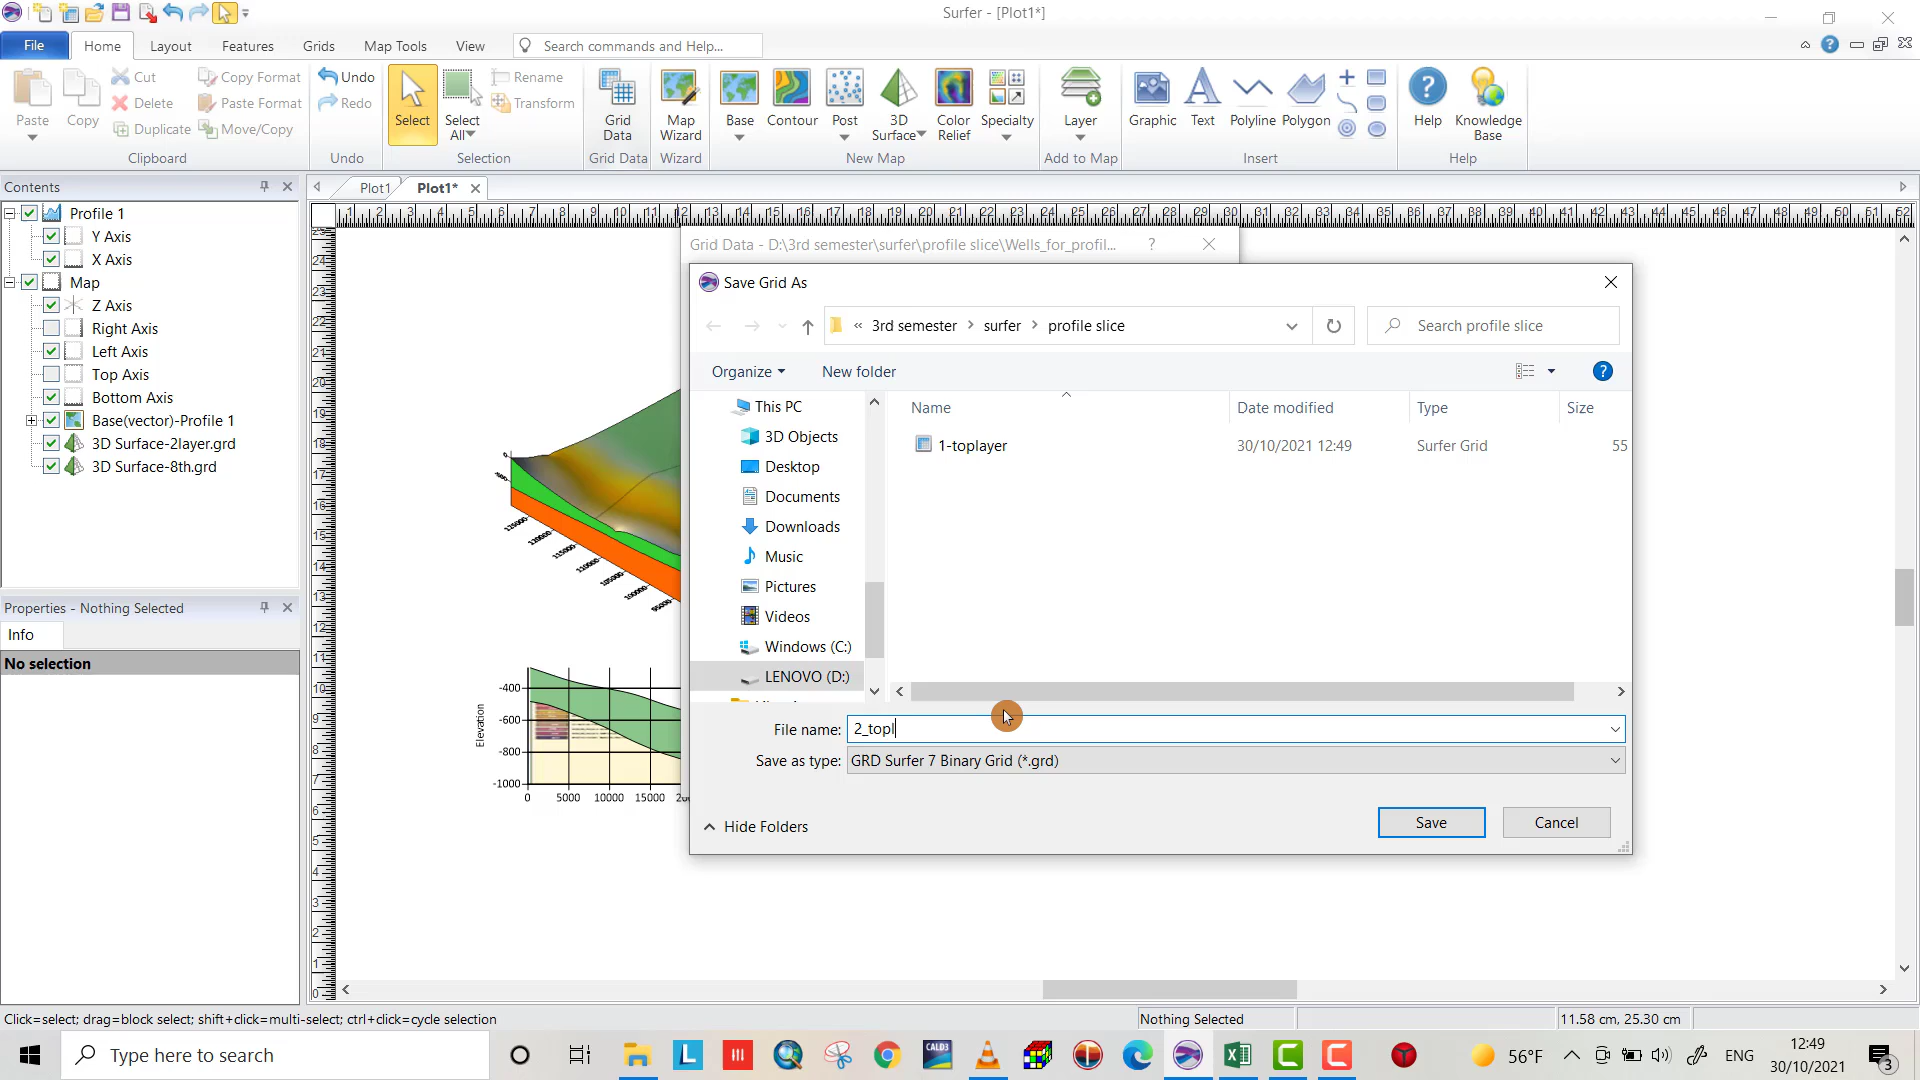 Surfer - [Plot1*]
File
Home
Layout
Features
Grids
Map Tools
View
Search commands and Help...
Paste
Copy
Cut
Delete
Duplicate
Copy Format
Paste Format
Move/Copy
Clipboard
Undo
Redo
Undo
Select
Select All
Rename
Transform
Selection
Grid Data
Grid Data
Map Wizard
Wizard
Base
Contour
Post
3D Surface
Color Relief
Specialty
New Map
Layer
Add to Map
Graphic
Text
Polyline
Polygon
Insert
Help
Knowledge Base
Help
Contents
Plot1
Plot1*
Profile 1
Y Axis
X Axis
Map
Z Axis
Right Axis
Left Axis
Top Axis
Bottom Axis
Base(vector)-Profile 1
3D Surface-2layer.grd
3D Surface-8th.grd
Properties - Nothing Selected
Info
No selection
Grid Data - D:\3rd semester\surfer\profile slice\Wells_for_profil...
Save Grid As
« 3rd semester > surfer > profile slice
Search profile slice
Organize
New folder
This PC
3D Objects
Desktop
Documents
Downloads
Music
Pictures
Videos
Windows (C:)
LENOVO (D:)
Name
Date modified
Type
Size
1-toplayer
30/10/2021 12:49
Surfer Grid
55
File name:
2_topl
Save as type:
GRD Surfer 7 Binary Grid (*.grd)
Hide Folders
Save
Cancel
Elevation
-400
-600
-800
-1000
0
5000
10000
15000
125000
120000
115000
110000
105000
100000
95000
Click=select; drag=block select; shift+click=multi-select; ctrl+click=cycle selection
Nothing Selected
11.58 cm, 25.30 cm
Type here to search
CALD3
56°F
ENG
12:49
30/10/2021
3